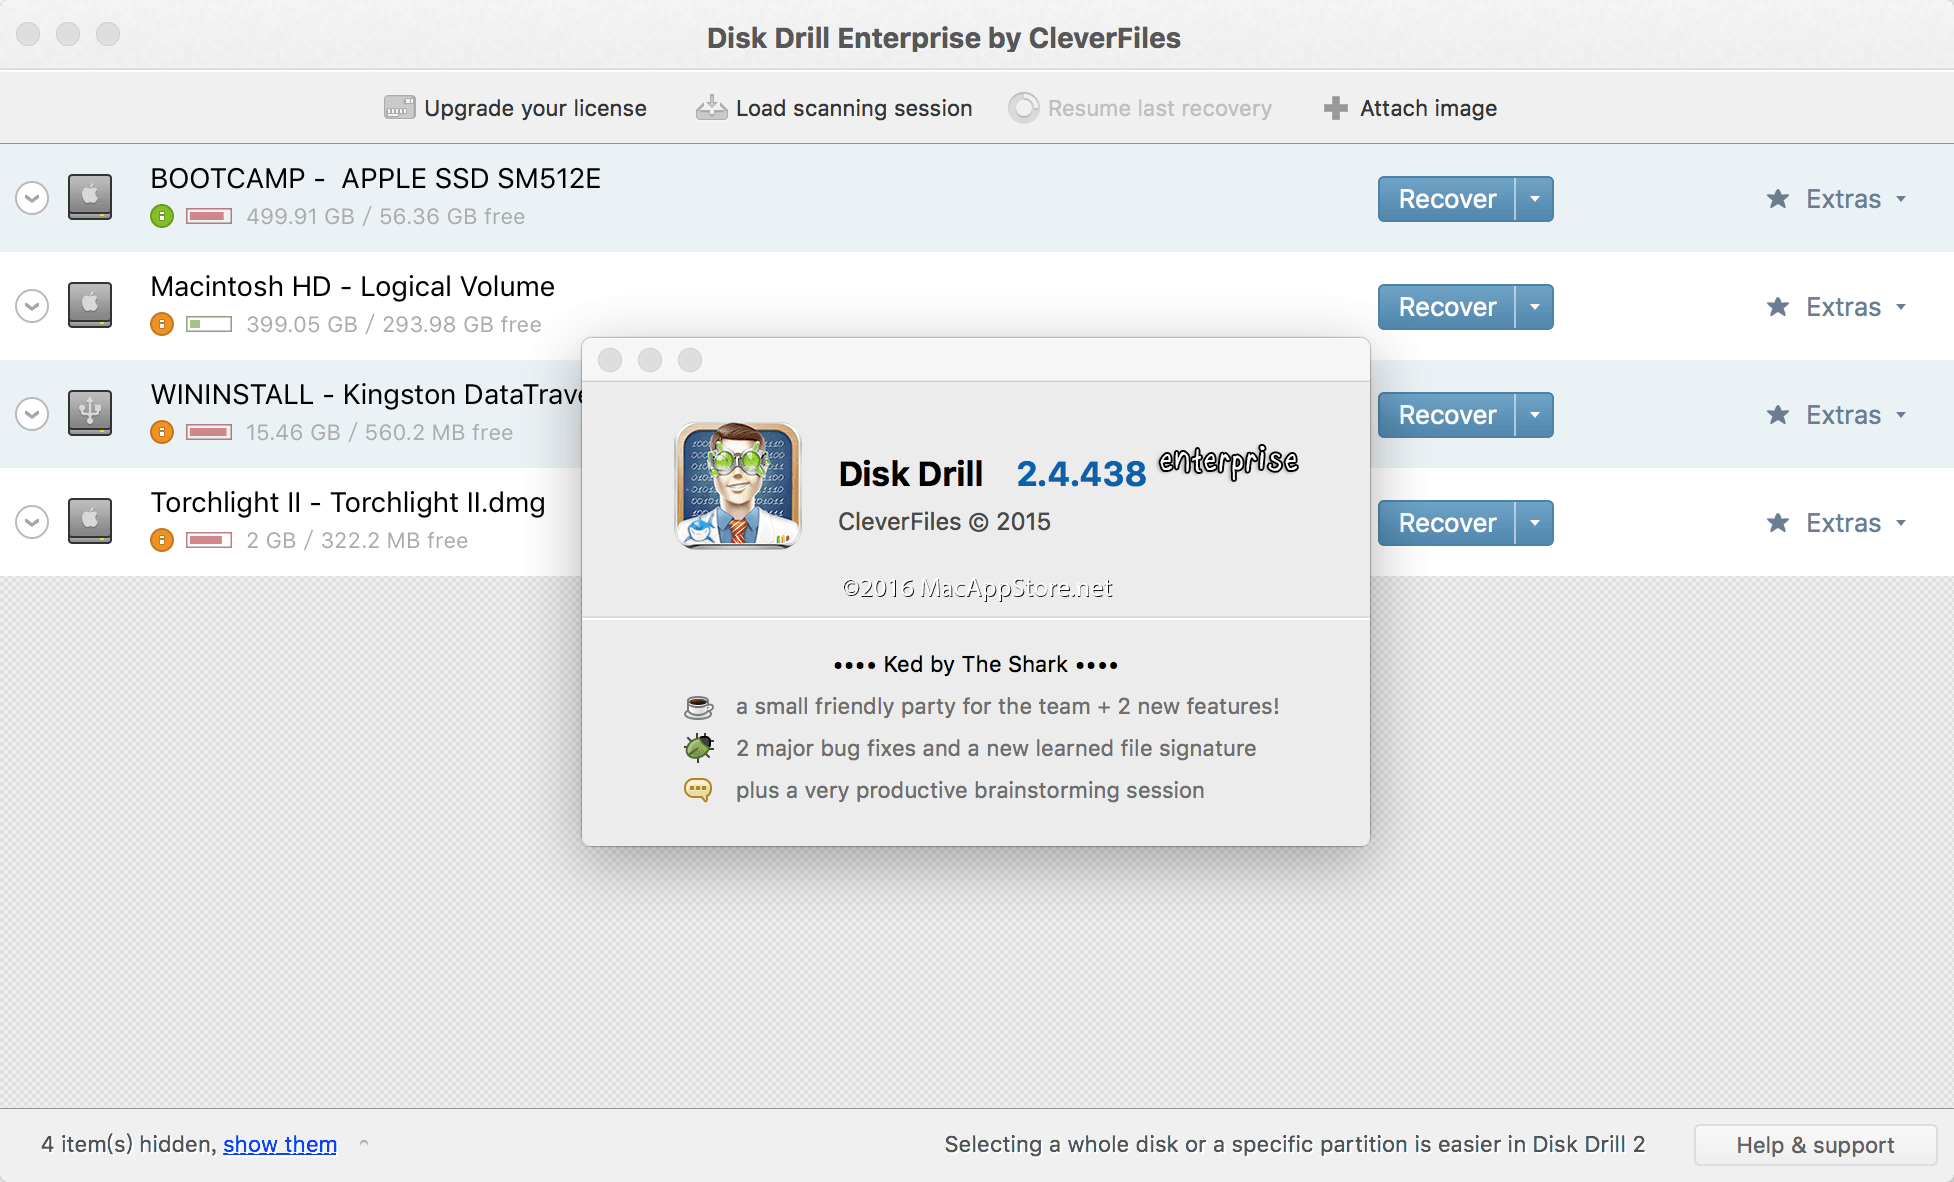 Disk Drill Enterprise by CleverFiles
Upgrade your license
Load scanning session
Resume last recovery
Attach image
BOOTCAMP -  APPLE SSD SM512E
499.91 GB / 56.36 GB free
Recover
Extras
Macintosh HD - Logical Volume
399.05 GB / 293.98 GB free
Recover
Extras
WININSTALL - Kingston
15.46 GB / 560.2 MB free
Recover
Extras
Torchlight II - Torchlight II.dmg
2 GB / 322.2 MB free
Recover
Extras
Disk Drill 2.4.438 enterprise
CleverFiles © 2015
©2016 MacAppStore.net
•••• Ked by The Shark ••••
a small friendly party for the team + 2 new features!
2 major bug fixes and a new learned file signature
plus a very productive brainstorming session
4 item(s) hidden, show them
Selecting a whole disk or a specific partition is easier in Disk Drill 2
Help & support